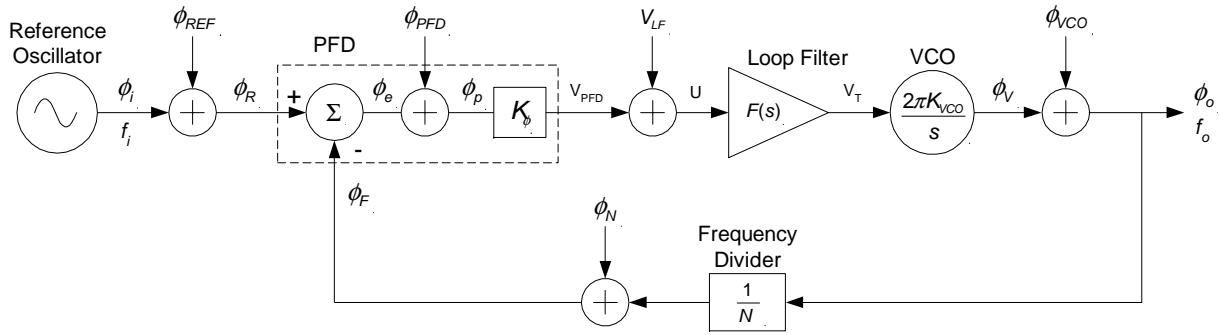 Reference
Oscillator
ϕREF
PFD
ϕPFD
VLF
Loop Filter
VCO
ϕVCO
ϕi
fi
ϕR
+
Σ
-
ϕe
ϕp
Kϕ
VPFD
U
F(s)
VT
2πKVCO
s
ϕV
ϕo
fo
ϕF
ϕN
Frequency
Divider
1
N